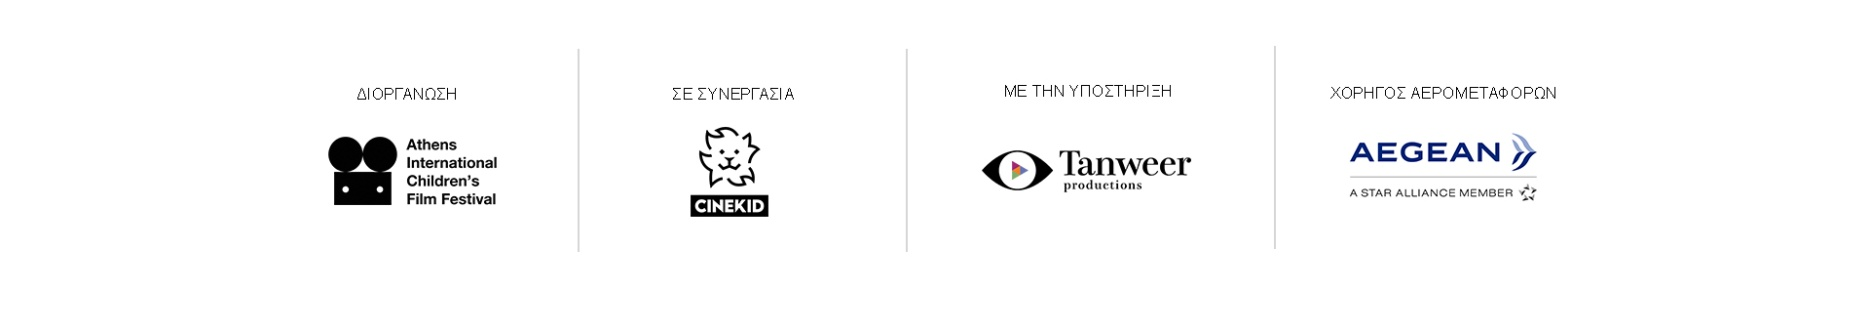 ΔΙΟΡΓΑΝΩΣΗ
Athens
International
Children's
Film Festival
ΣΕ ΣΥΝΕΡΓΑΣΙΑ
CINEKID
ΜΕ ΤΗΝ ΥΠΟΣΤΗΡΙΞΗ
Tanweer
productions
ΧΟΡΗΓΟΣ ΑΕΡΟΜΕΤΑΦΟΡΩΝ
AEGEAN
A STAR ALLIANCE MEMBER